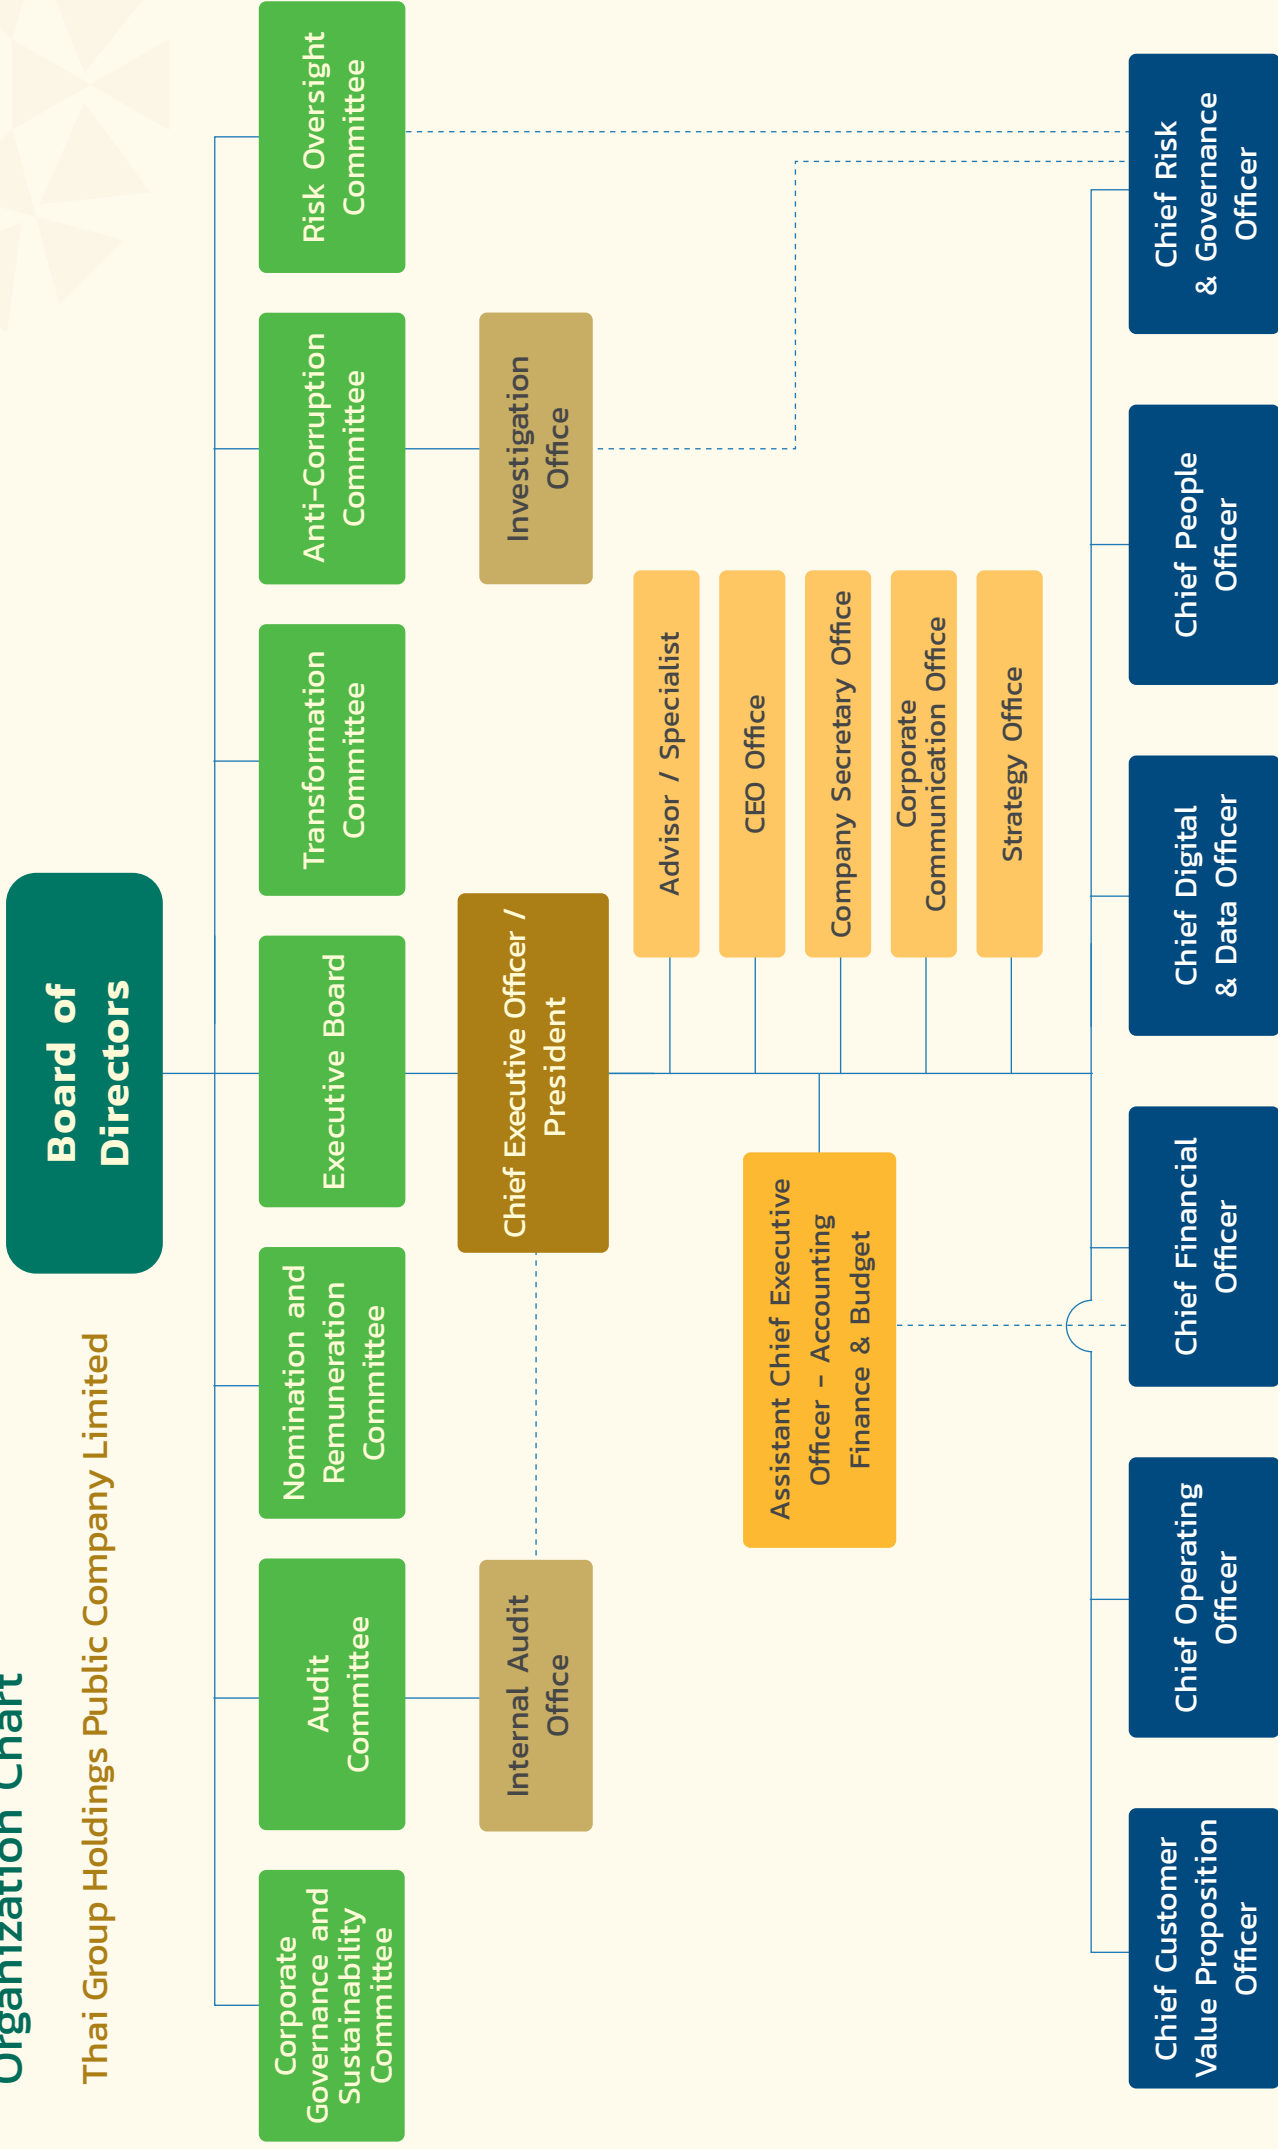 Organization Chart
Thai Group Holdings Public Company Limited
Board of
Directors
Corporate
Governance and
Sustainability
Committee
Audit
Committee
Nomination and
Remuneration
Committee
Executive Board
Transformation
Committee
Anti-Corruption
Committee
Risk Oversight
Committee
Internal Audit
Office
Chief Executive Officer /
President
Investigation
Office
Advisor / Specialist
CEO Office
Company Secretary Office
Corporate
Communication Office
Strategy Office
Assistant Chief Executive
Officer - Accounting
Finance & Budget
Chief Customer
Value Proposition
Officer
Chief Operating
Officer
Chief Financial
Officer
Chief Digital
& Data Officer
Chief People
Officer
Chief Risk
& Governance
Officer